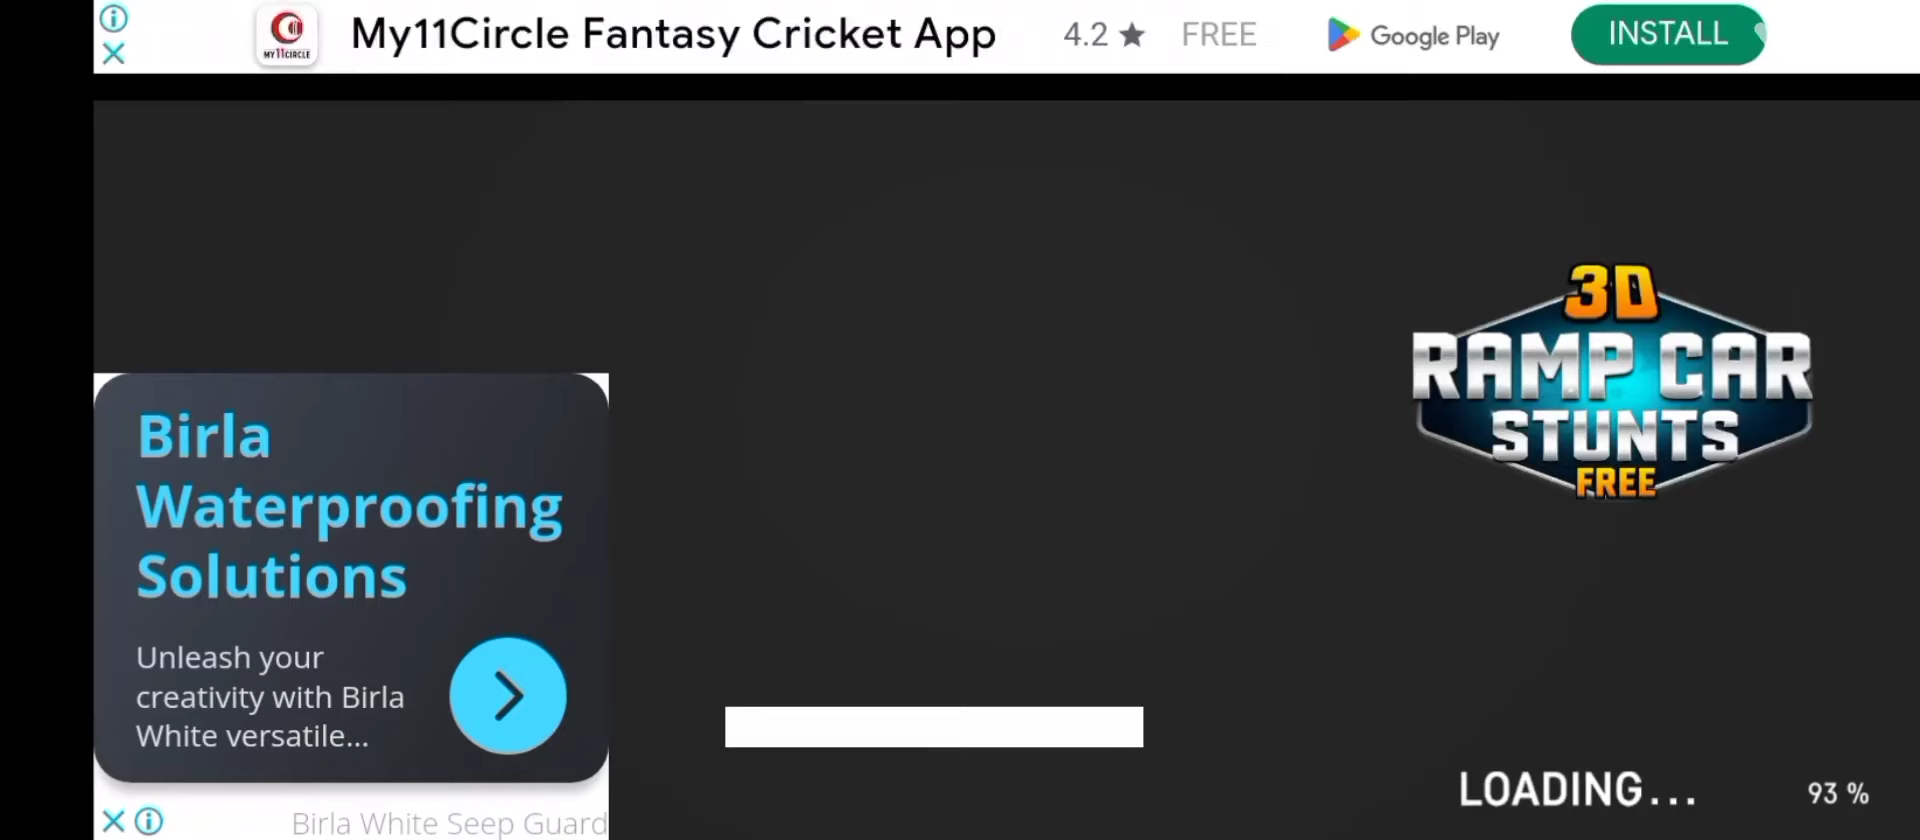 My11Circle Fantasy Cricket App 4.2 ★ FREE Google Play INSTALL
MY11CIRCLE
3D
RAMP CAR
STUNTS
FREE
Birla
Waterproofing
Solutions
Unleash your
creativity with Birla
White versatile...
Birla White Seep Guard
LOADING... 93 %